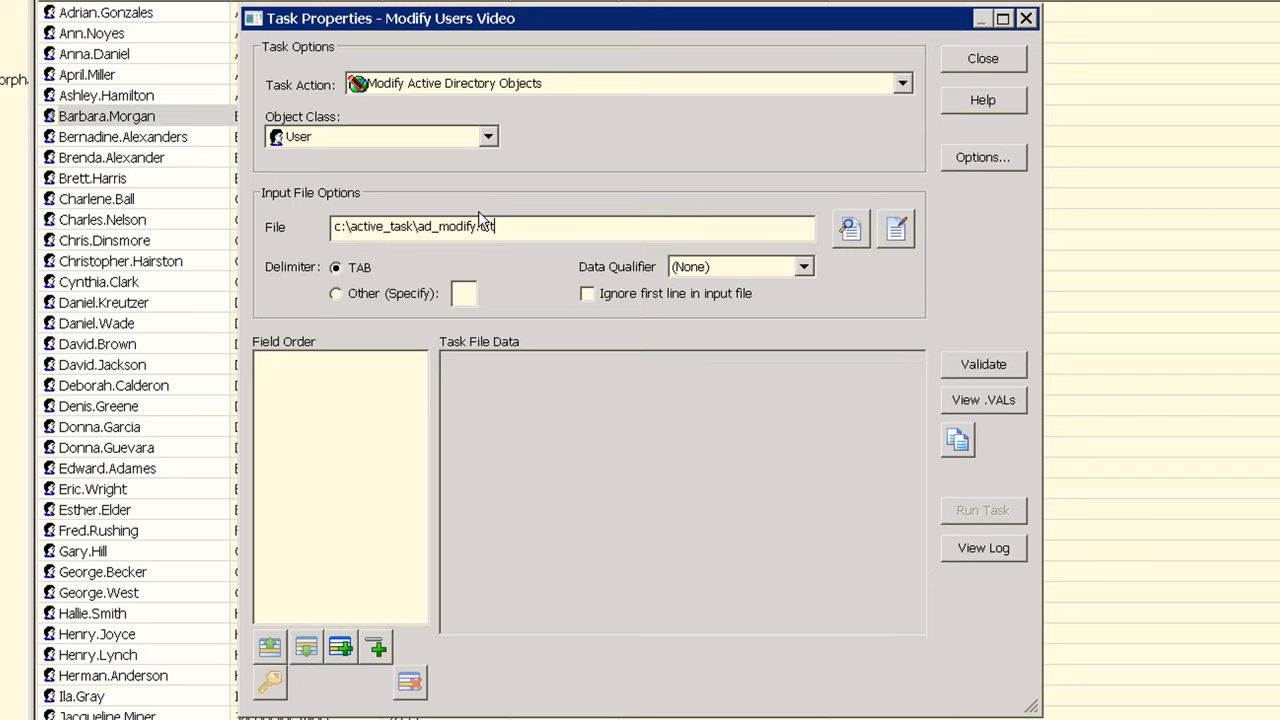 Adrian.Gonzales
Ann.Noyes
Anna.Daniel
April.Miller
Ashley.Hamilton
Barbara.Morgan
Bernadine.Alexanders
Brenda.Alexander
Brett.Harris
Charlene.Ball
Charles.Nelson
Chris.Dinsmore
Christopher.Hairston
Cynthia.Clark
Daniel.Kreutzer
Daniel.Wade
David.Brown
David.Jackson
Deborah.Calderon
Denis.Greene
Donna.Garcia
Donna.Guevara
Edward.Adames
Eric.Wright
Esther.Elder
Fred.Rushing
Gary.Hill
George.Becker
George.West
Hallie.Smith
Henry.Joyce
Henry.Lynch
Herman.Anderson
Ila.Gray
Jacqueline.Miner
Task Properties - Modify Users Video
Task Options
Task Action: Modify Active Directory Objects
Object Class:
User
Input File Options
File c:\active_task\ad_modify.txt
Delimiter: TAB
Other (Specify):
Data Qualifier (None)
Ignore first line in input file
Field Order
Task File Data
Close
Help
Options...
Validate
View .VALs
Run Task
View Log